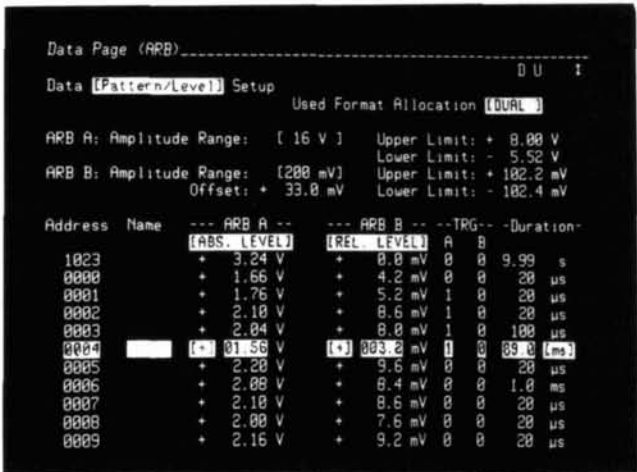 Data Page (ARB)
D U
Data [Pattern/Level] Setup
Used Format Allocation [DUAL ]
ARB A: Amplitude Range: [ 16 V ] Upper Limit: + 8.00 V
Lower Limit: - 5.52 V
ARB B: Amplitude Range: [200 mV] Upper Limit: + 102.2 mV
Offset: + 33.0 mV Lower Limit: - 102.4 mV
Address Name --- ARB A -- --- ARB B -- --TRG-- -Duration-
[ABS. LEVEL] [REL. LEVEL] A B
1023 + 3.24 V + 0.0 mV 0 0 9.99 s
0000 + 1.66 V + 4.2 mV 0 0 20 µs
0001 + 1.76 V + 5.2 mV 1 0 20 µs
0002 + 2.10 V + 8.6 mV 1 0 20 µs
0003 + 2.04 V + 8.0 mV 1 0 100 µs
0004 [+] 01.56 V [+] 003.2 mV 1 0 09.0 [ms]
0005 + 2.20 V + 9.6 mV 0 0 20 µs
0006 + 2.08 V + 8.4 mV 0 0 1.0 ms
0007 + 2.10 V + 8.6 mV 0 0 20 µs
0008 + 2.00 V + 7.6 mV 0 0 20 µs
0009 + 2.16 V + 9.2 mV 0 0 20 µs